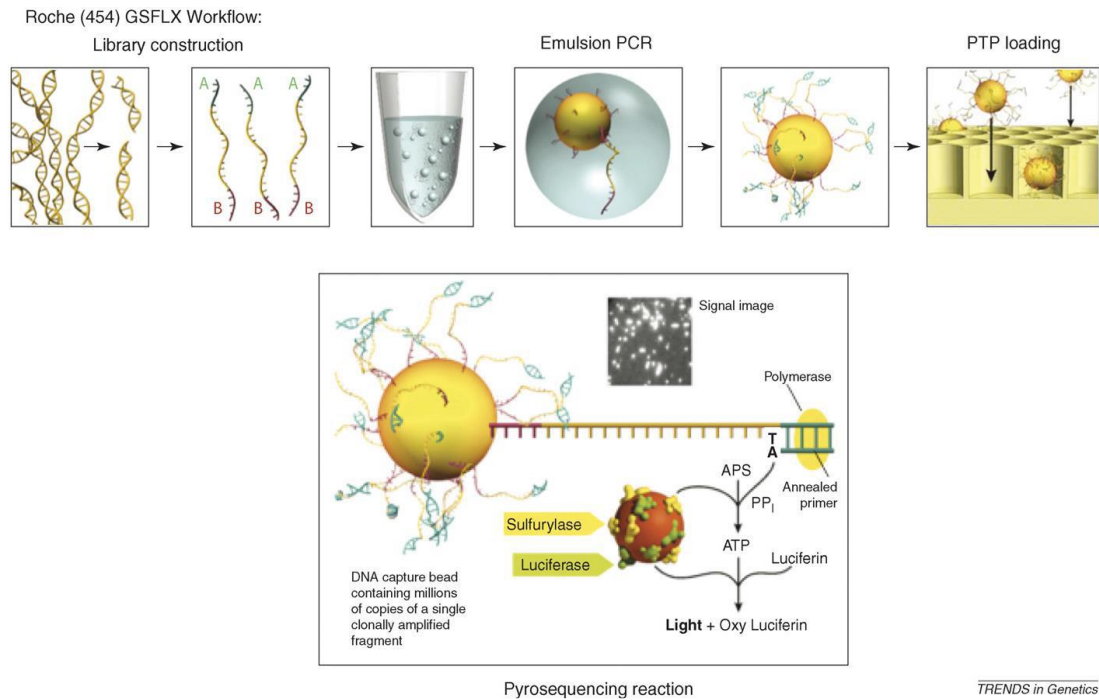 Roche (454) GSFLX Workflow:
Library construction
Emulsion PCR
PTP loading
A A A
B B B
Signal image
Polymerase
T
A
Annealed
primer
APS
PPI
Sulfurylase
ATP
Luciferin
Luciferase
DNA capture bead
containing millions
of copies of a single
clonally amplified
fragment
Light + Oxy Luciferin
Pyrosequencing reaction
TRENDS in Genetics